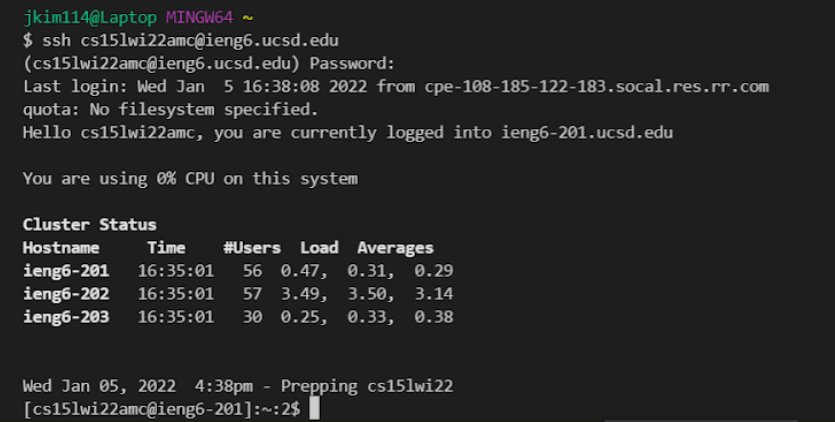 jkim114@Laptop MINGW64 ~
$ ssh cs15lwi22amc@ieng6.ucsd.edu
(cs15lwi22amc@ieng6.ucsd.edu) Password:
Last login: Wed Jan  5 16:38:08 2022 from cpe-108-185-122-183.socal.res.rr.com
quota: No filesystem specified.
Hello cs15lwi22amc, you are currently logged into ieng6-201.ucsd.edu
You are using 0% CPU on this system
Cluster Status
Hostname     Time    #Users  Load  Averages
ieng6-201   16:35:01   56  0.47,  0.31,  0.29
ieng6-202   16:35:01   57  3.49,  3.50,  3.14
ieng6-203   16:35:01   30  0.25,  0.33,  0.38
Wed Jan 05, 2022  4:38pm - Prepping cs15lwi22
[cs15lwi22amc@ieng6-201]:~:2$